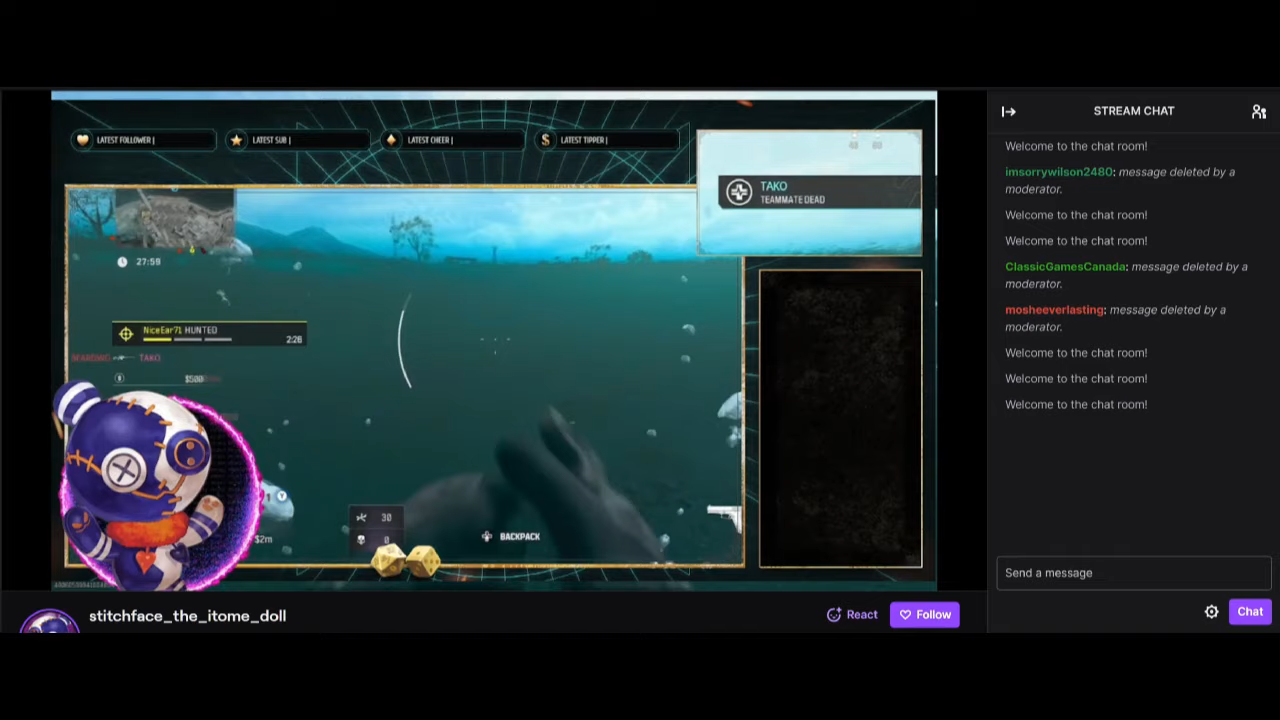 LATEST FOLLOWER |
LATEST SUB |
LATEST CHEER |
LATEST TIPPER |
TAKO
TEAMMATE DEAD
27:59
NiceEar71 HUNTED
2:26
TAKO
$500
30
0
BACKPACK
$2m
stitchface_the_itome_doll
React
Follow
STREAM CHAT
Welcome to the chat room!
imsorrywilson2480: message deleted by a
moderator.
Welcome to the chat room!
Welcome to the chat room!
ClassicGamesCanada: message deleted by a
moderator.
mosheeverlasting: message deleted by a
moderator.
Welcome to the chat room!
Welcome to the chat room!
Welcome to the chat room!
Send a message
Chat